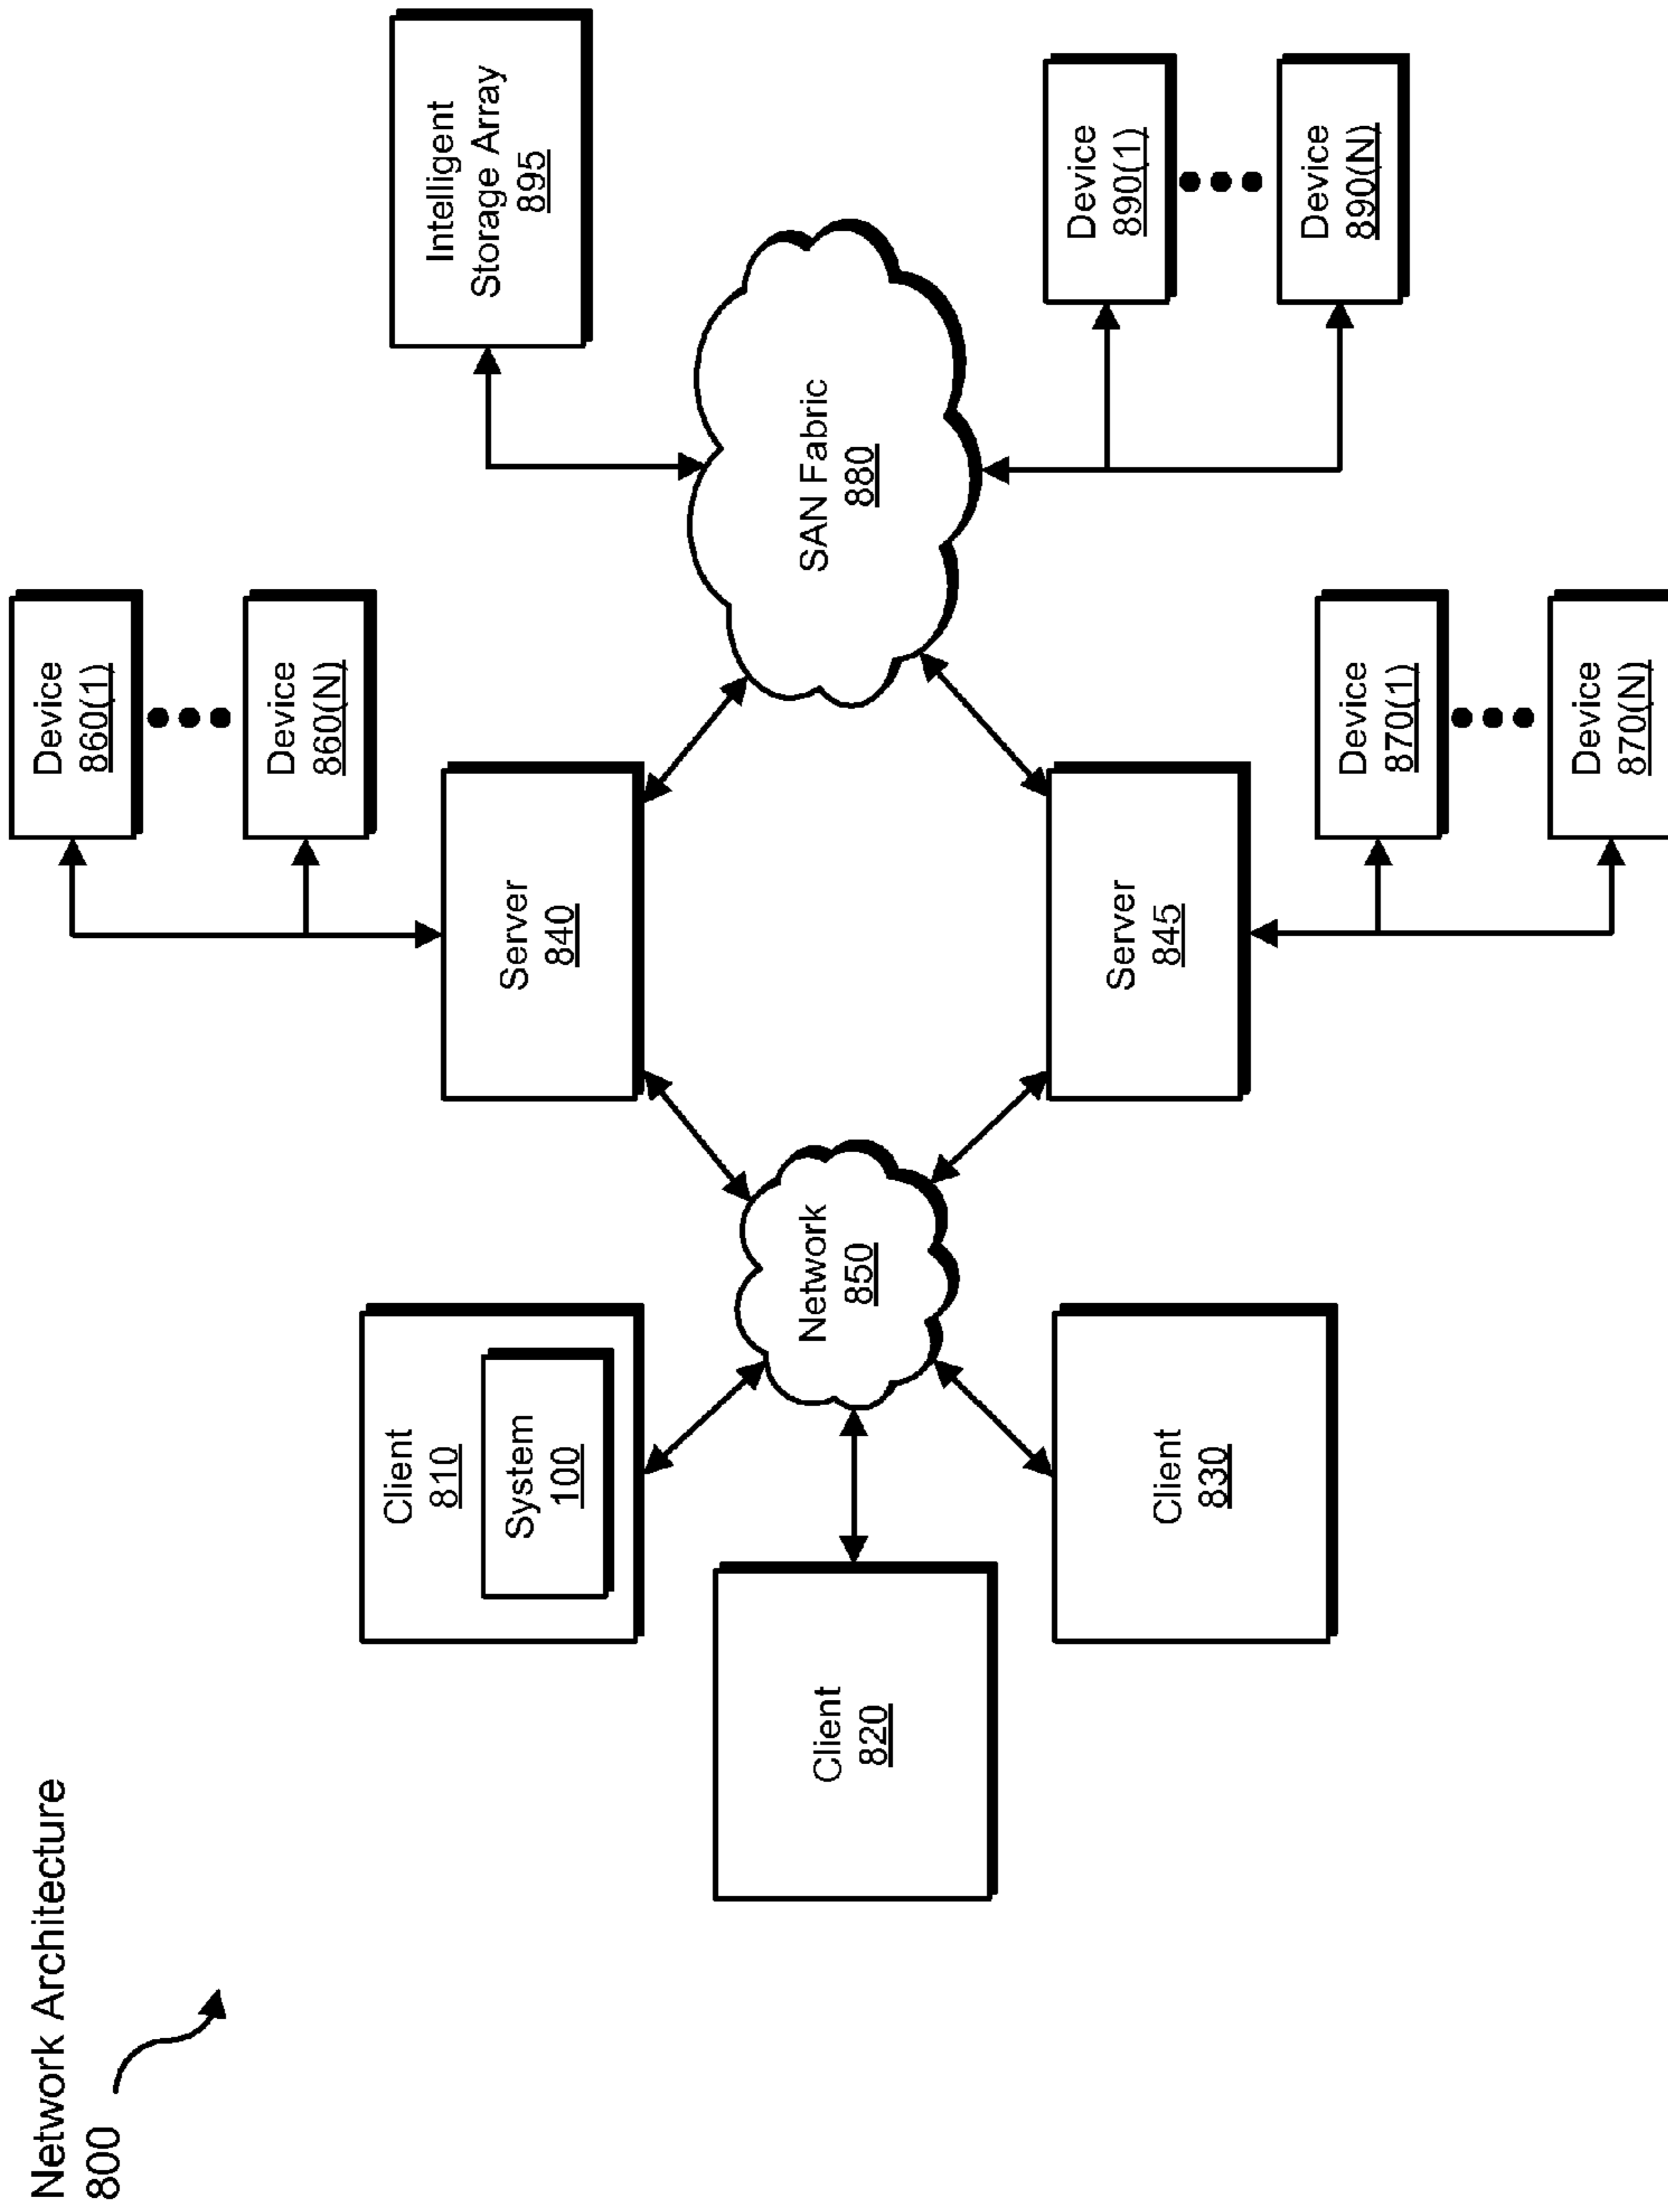 Network Architecture
800
Client
810
System
100
Client
820
Client
830
Network
850
Device
860(1)
Device
860(N)
Server
840
Server
845
Device
870(1)
Device
870(N)
SAN Fabric
880
Intelligent
Storage Array
895
Device
890(1)
Device
890(N)